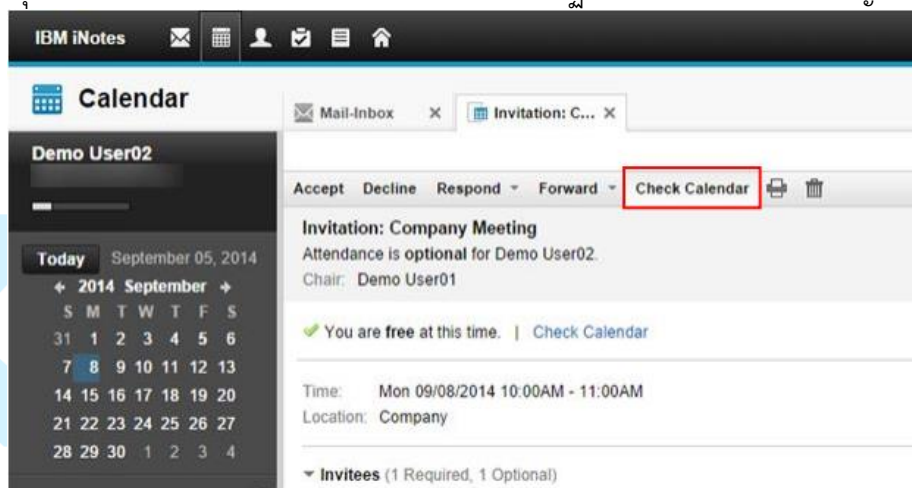 IBM iNotes
Calendar
Mail-Inbox
Invitation: C...
Demo User02
Accept Decline Respond Forward Check Calendar
Invitation: Company Meeting
Attendance is optional for Demo User02.
Chair: Demo User01
Today September 05, 2014
2014 September
S M T W T F S
31 1 2 3 4 5 6
7 8 9 10 11 12 13
14 15 16 17 18 19 20
21 22 23 24 25 26 27
28 29 30 1 2 3 4
You are free at this time. | Check Calendar
Time: Mon 09/08/2014 10:00AM - 11:00AM
Location: Company
Invitees (1 Required, 1 Optional)